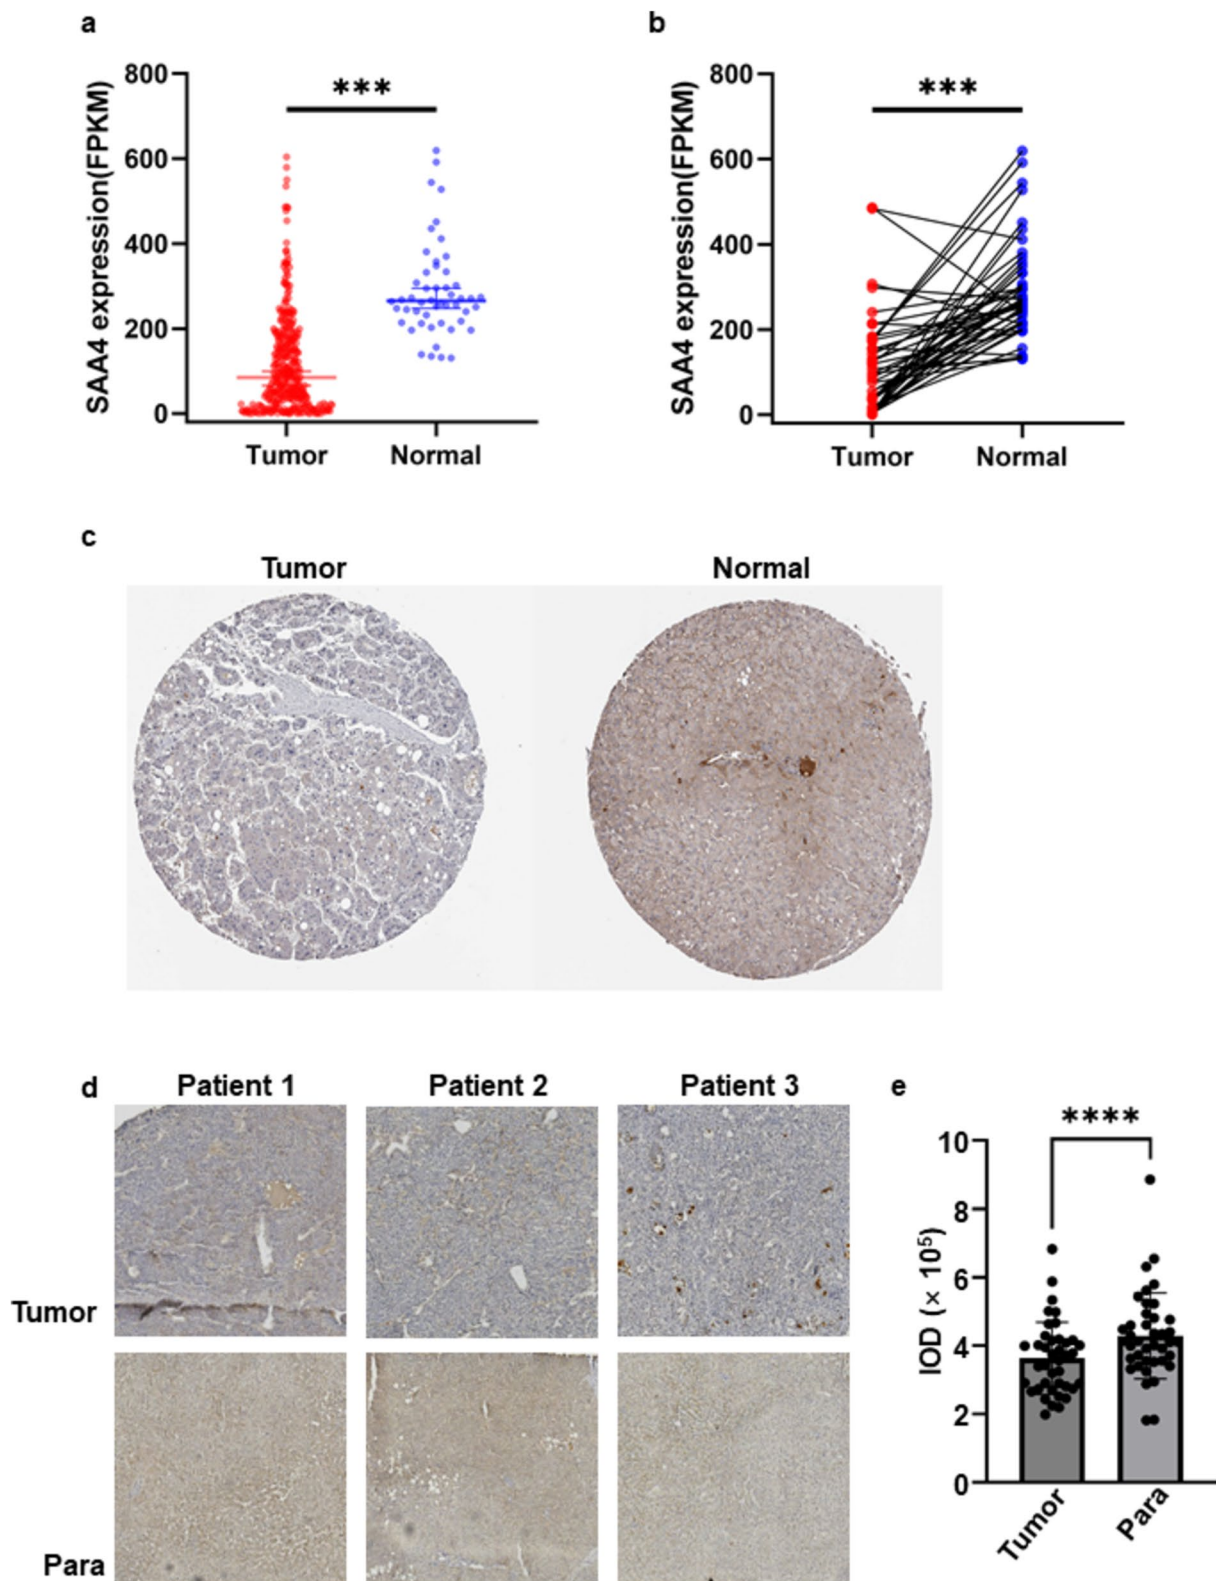 a
b
SAA4 expression(FPKM)
800
600
400
200
0
***
Tumor
Normal
SAA4 expression(FPKM)
800
600
400
200
0
***
Tumor
Normal
c
Tumor
Normal
d
Patient 1
Patient 2
Patient 3
Tumor
Para
e
****
IOD (× 10⁵)
10
8
6
4
2
0
Tumor
Para